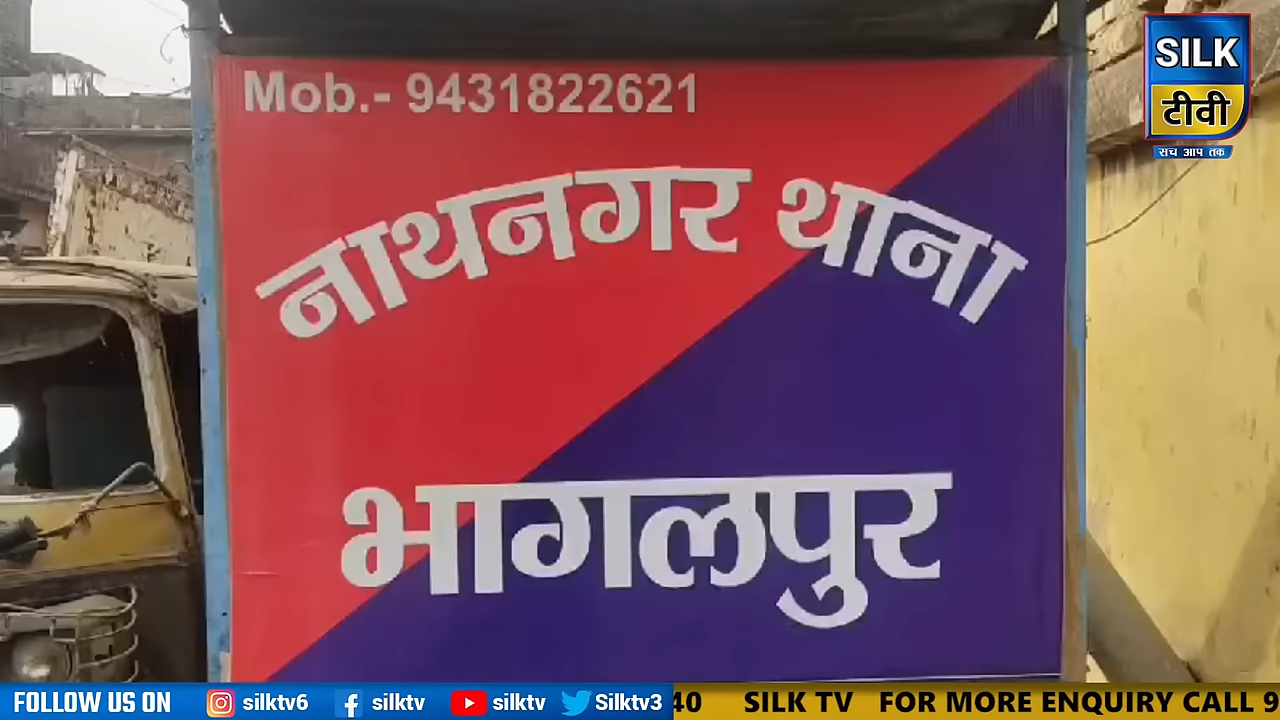 Mob.- 9431822621
SILK
टीवी
सच आप तक
नाथनगर थाना
भागलपुर
FOLLOW US ON silktv6 silktv silktv Silktv3 40 SILK TV FOR MORE ENQUIRY CALL 9